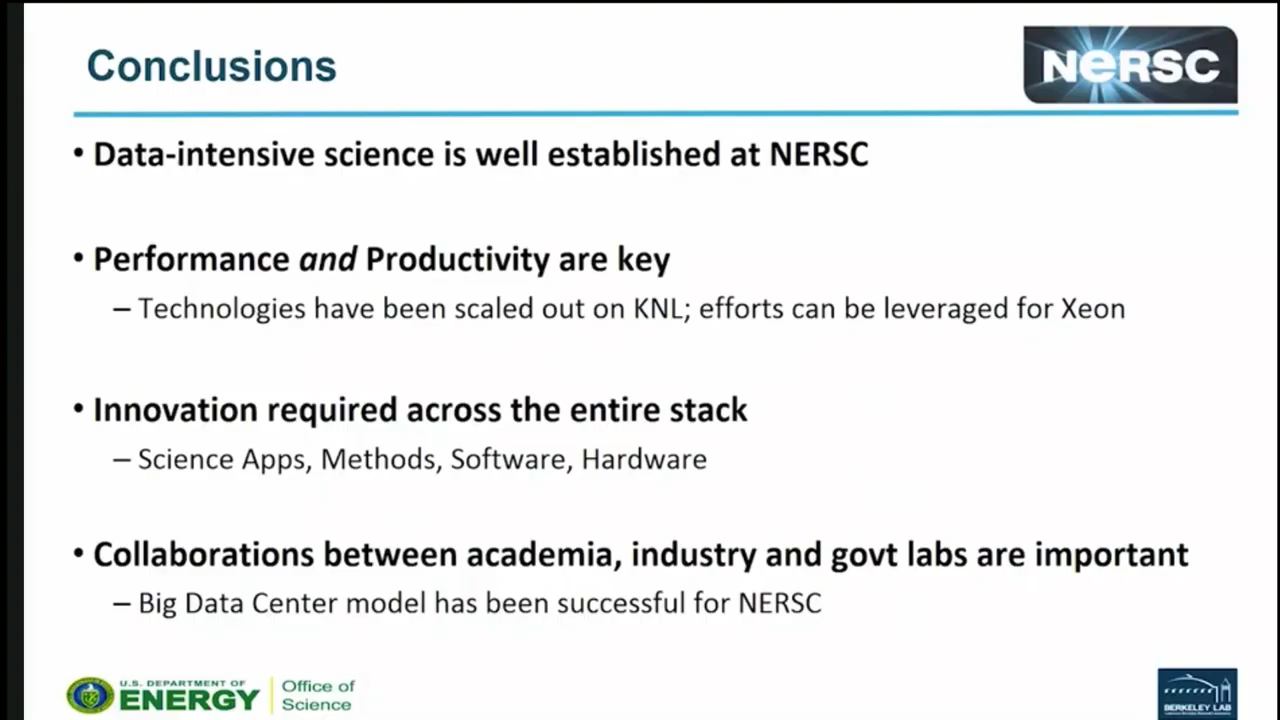 Conclusions
NERSC
• Data-intensive science is well established at NERSC
• Performance and Productivity are key
– Technologies have been scaled out on KNL; efforts can be leveraged for Xeon
• Innovation required across the entire stack
– Science Apps, Methods, Software, Hardware
• Collaborations between academia, industry and govt labs are important
– Big Data Center model has been successful for NERSC
U.S. DEPARTMENT OF
ENERGY
Office of
Science
BERKELEY LAB